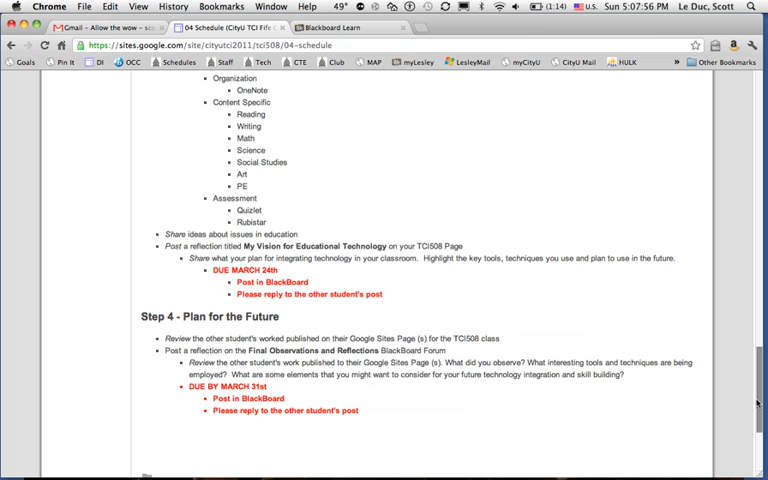 Chrome File Edit View History Bookmarks Window Help 49° (1:14) U.S. Sun 5:07:56 PM Le Duc, Scott
Gmail - Allow the wow – sc 04 Schedule (CityU TCI Fife C Blackboard Learn
https://sites.google.com/site/cityutci2011/tci508/04-schedule
Goals Pin It DI OCC Schedules Staff Tech CTE Club MAP myLesley LesleyMail myCityU CityU Mail HULK » Other Bookmarks
Organization
OneNote
Content Specific
Reading
Writing
Math
Science
Social Studies
Art
PE
Assessment
Quizlet
Rubistar
Share ideas about issues in education
Post a reflection titled My Vision for Educational Technology on your TCI508 Page
Share what your plan for integrating technology in your classroom. Highlight the key tools, techniques you use and plan to use in the future.
DUE MARCH 24th
Post in BlackBoard
Please reply to the other student's post
Step 4 - Plan for the Future
Review the other student's worked published on their Google Sites Page (s) for the TCI508 class
Post a reflection on the Final Observations and Reflections BlackBoard Forum
Review the other student's work published to their Google Sites Page (s). What did you observe? What interesting tools and techniques are being
employed? What are some elements that you might want to consider for your future technology integration and skill building?
DUE BY MARCH 31st
Post in BlackBoard
Please reply to the other student's post